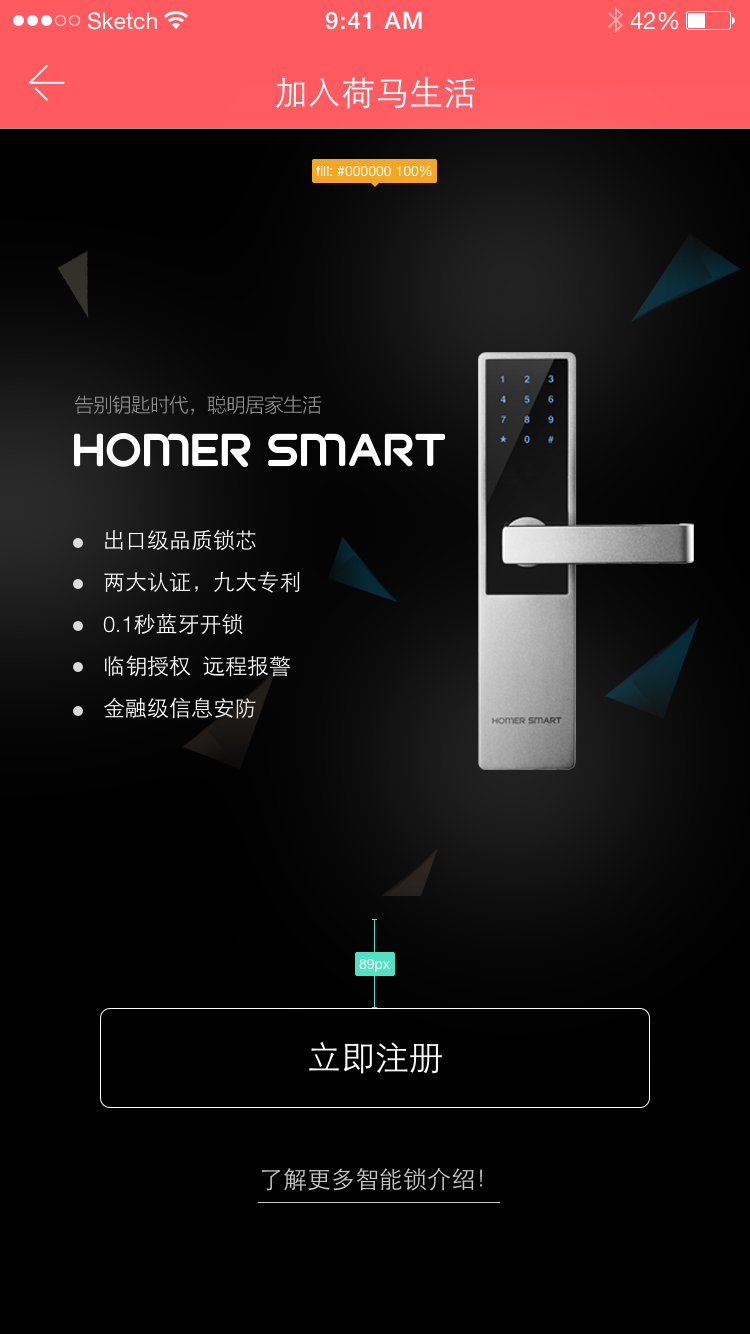 Sketch 9:41 AM 42%
加入荷马生活
fill: #000000 100%
告别钥匙时代，聪明居家生活
HOMER SMART
1 2 3
4 5 6
7 8 9
* 0 #
出口级品质锁芯
两大认证，九大专利
0.1秒蓝牙开锁
临钥授权 远程报警
金融级信息安防
HOMER SMART
89px
立即注册
了解更多智能锁介绍！